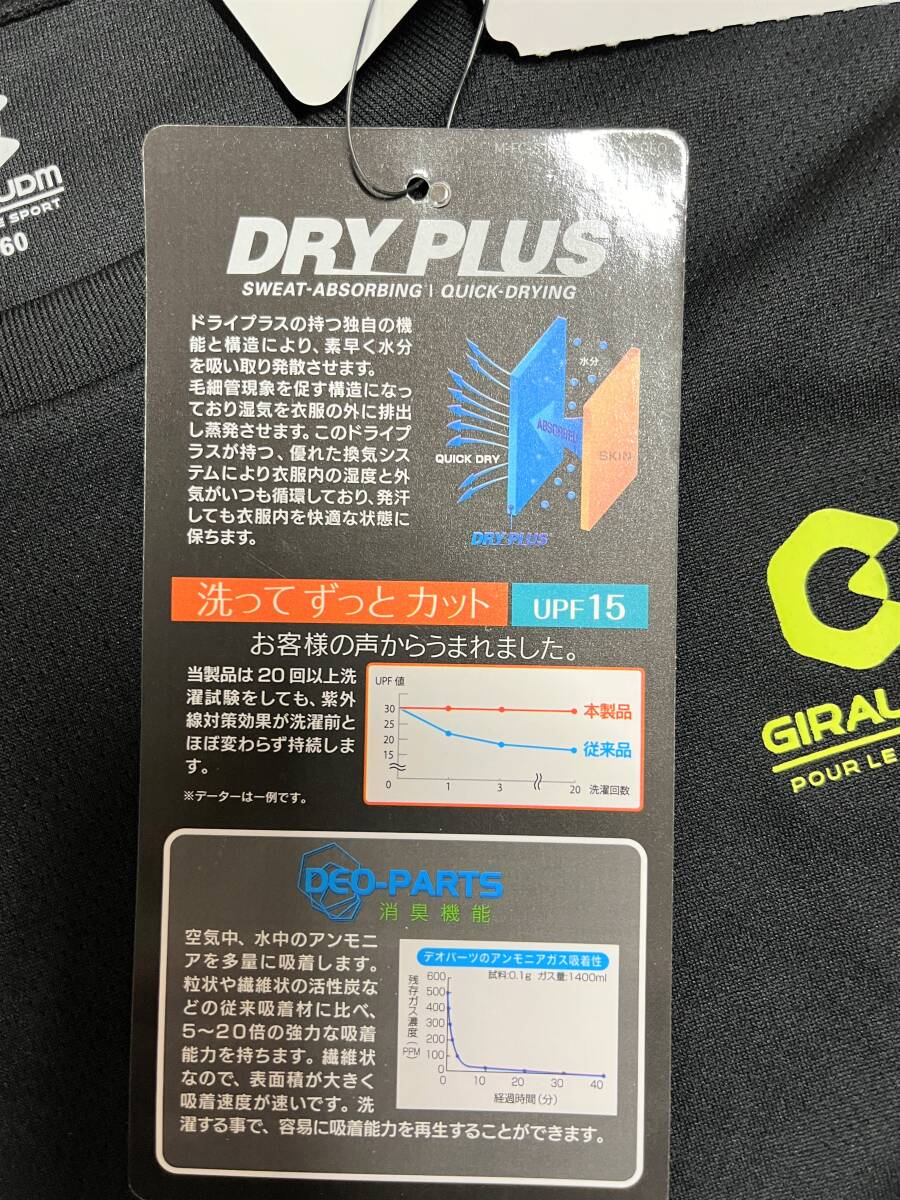 UDM
E SPORT
60
DRY PLUS
SWEAT-ABSORBING | QUICK-DRYING
ドライプラスの持つ独自の機
能と構造により、素早く水分
を吸い取り発散させます。
毛細管現象を促す構造になっ
ており湿気を衣服の外に排出
し蒸発させます。このドライプ
ラスが持つ、優れた換気シス
テムにより衣服内の湿度と外
気がいつも循環しており、発汗
しても衣服内を快適な状態に
保ちます。
水分
ABSORBED
QUICK DRY
SKIN
DRY PLUS
洗って ずっと カット
UPF 15
お客様の声からうまれました。
当製品は20回以上洗
濯試験をしても、紫外
線対策効果が洗濯前と
ほぼ変わらず持続しま
す。
※データーは一例です。
UPF 値
30
25
20
15
0
1
3
20
洗濯回数
本製品
従来品
GIRAU
POUR LE
DEO-PARTS
消臭機能
空気中、水中のアンモニ
アを多量に吸着します。
粒状や繊維状の活性炭な
どの従来吸着材に比べ、
5〜20倍の強力な吸着
能力を持ちます。繊維状
なので、表面積が大きく
吸着速度が速いです。洗
濯する事で、容易に吸着能力を再生することができます。
デオパーツのアンモニアガス吸着性
試料:0.1g ガス量:1400ml
残存ガス濃度(PPM)
600
500
400
300
200
100
0
0
10
20
30
40
経過時間(分)